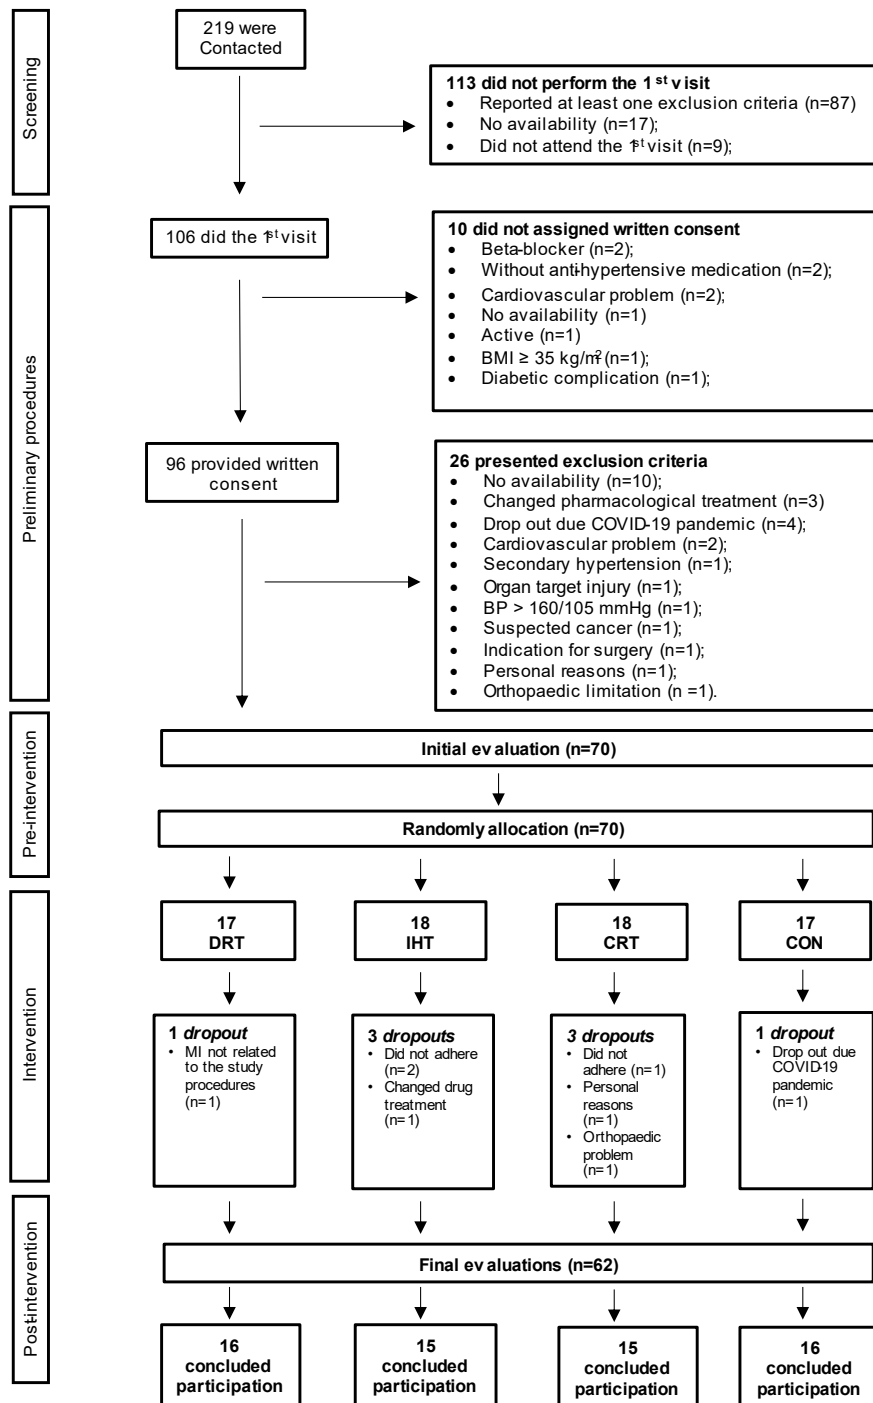 Screening
219 were
Contacted
113 did not perform the 1st visit
• Reported at least one exclusion criteria (n=87)
• No availability (n=17);
• Did not attend the 1st visit (n=9);
Preliminary procedures
106 did the 1st visit
10 did not assigned written consent
• Beta-blocker (n=2);
• Without anti-hypertensive medication (n=2);
• Cardiovascular problem (n=2);
• No availability (n=1)
• Active (n=1)
• BMI ≥ 35 kg/m² (n=1);
• Diabetic complication (n=1);
96 provided written
consent
26 presented exclusion criteria
• No availability (n=10);
• Changed pharmacological treatment (n=3)
• Drop out due COVID-19 pandemic (n=4);
• Cardiovascular problem (n=2);
• Secondary hypertension (n=1);
• Organ target injury (n=1);
• BP > 160/105 mmHg (n=1);
• Suspected cancer (n=1);
• Indication for surgery (n=1);
• Personal reasons (n=1);
• Orthopaedic limitation (n =1).
Pre-intervention
Initial evaluation (n=70)
Randomly allocation (n=70)
Intervention
17
DRT
18
IHT
18
CRT
17
CON
1 dropout
• MI not related
to the study
procedures
(n=1)
3 dropouts
• Did not adhere
(n=2)
• Changed drug
treatment
(n=1)
3 dropouts
• Did not
adhere (n=1)
• Personal
reasons
(n=1)
• Orthopaedic
problem
(n=1)
1 dropout
• Drop out due
COVID-19
pandemic
(n=1)
Post-intervention
Final evaluations (n=62)
16
concluded
participation
15
concluded
participation
15
concluded
participation
16
concluded
participation